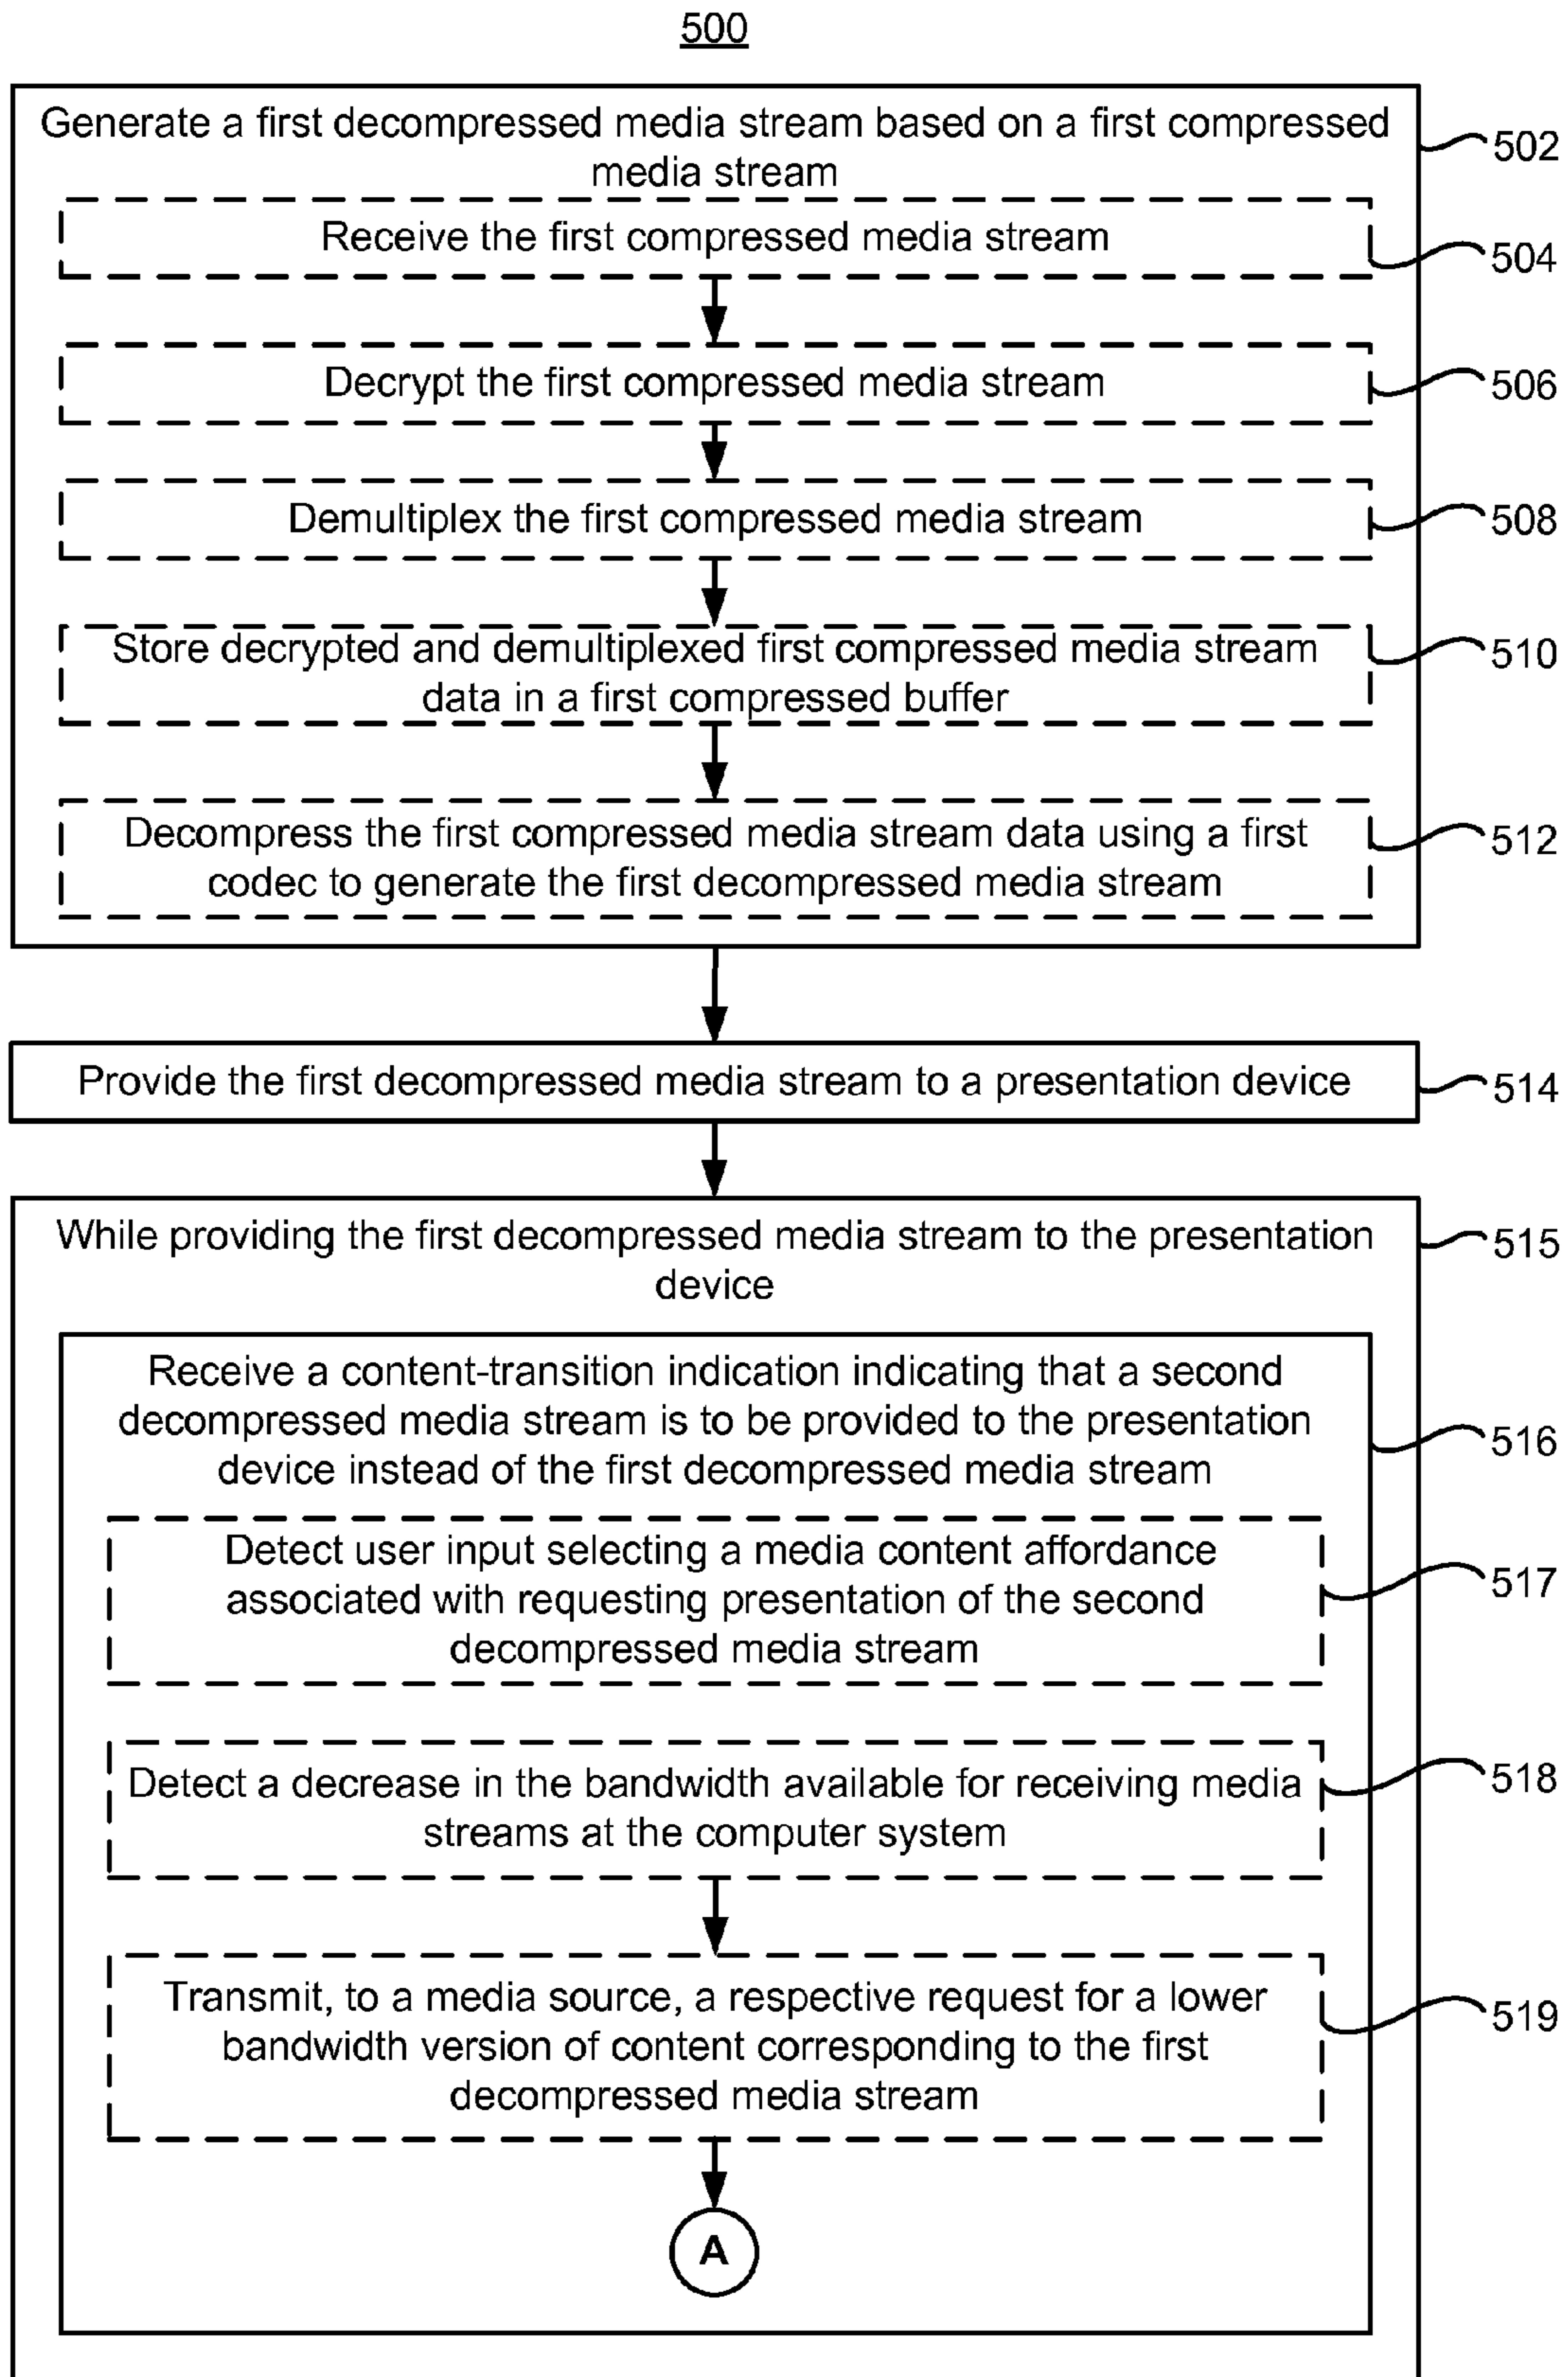 500
Generate a first decompressed media stream based on a first compressed
media stream
502
Receive the first compressed media stream
504
Decrypt the first compressed media stream
506
Demultiplex the first compressed media stream
508
Store decrypted and demultiplexed first compressed media stream
data in a first compressed buffer
510
Decompress the first compressed media stream data using a first
codec to generate the first decompressed media stream
512
Provide the first decompressed media stream to a presentation device
514
While providing the first decompressed media stream to the presentation
device
515
Receive a content-transition indication indicating that a second
decompressed media stream is to be provided to the presentation
device instead of the first decompressed media stream
516
Detect user input selecting a media content affordance
associated with requesting presentation of the second
decompressed media stream
517
Detect a decrease in the bandwidth available for receiving media
streams at the computer system
518
Transmit, to a media source, a respective request for a lower
bandwidth version of content corresponding to the first
decompressed media stream
519
A